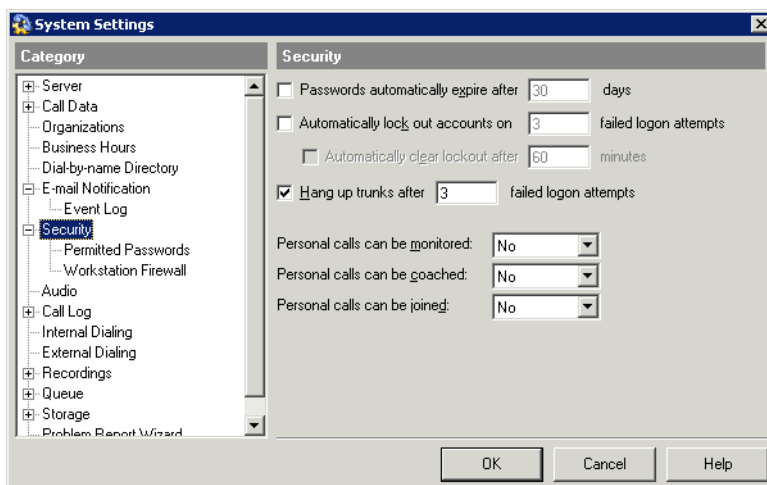 System Settings
Category
Server
Call Data
Organizations
Business Hours
Dial-by-name Directory
E-mail Notification
Event Log
Security
Permitted Passwords
Workstation Firewall
Audio
Call Log
Internal Dialing
External Dialing
Recordings
Queue
Storage
Problem Report Wizard
Security
Passwords automatically expire after 30 days
Automatically lock out accounts on 3 failed logon attempts
Automatically clear lockout after 60 minutes
Hang up trunks after 3 failed logon attempts
Personal calls can be monitored: No
Personal calls can be coached: No
Personal calls can be joined: No
OK Cancel Help